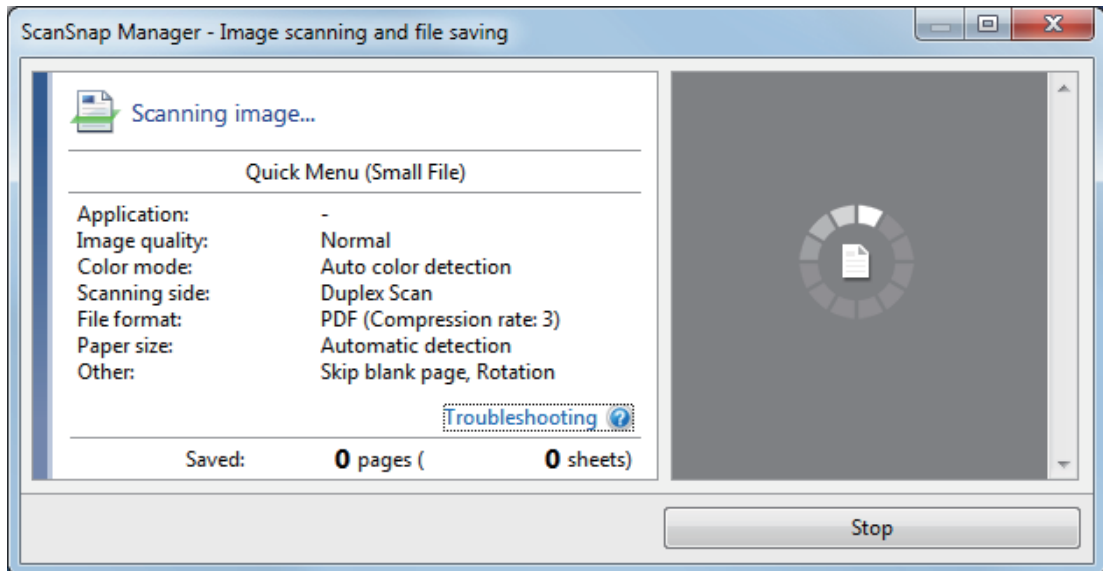 ScanSnap Manager - Image scanning and file saving
Scanning image...
Quick Menu (Small File)
Application: -
Image quality: Normal
Color mode: Auto color detection
Scanning side: Duplex Scan
File format: PDF (Compression rate: 3)
Paper size: Automatic detection
Other: Skip blank page, Rotation
Troubleshooting ?
Saved: 0 pages ( 0 sheets)
Stop